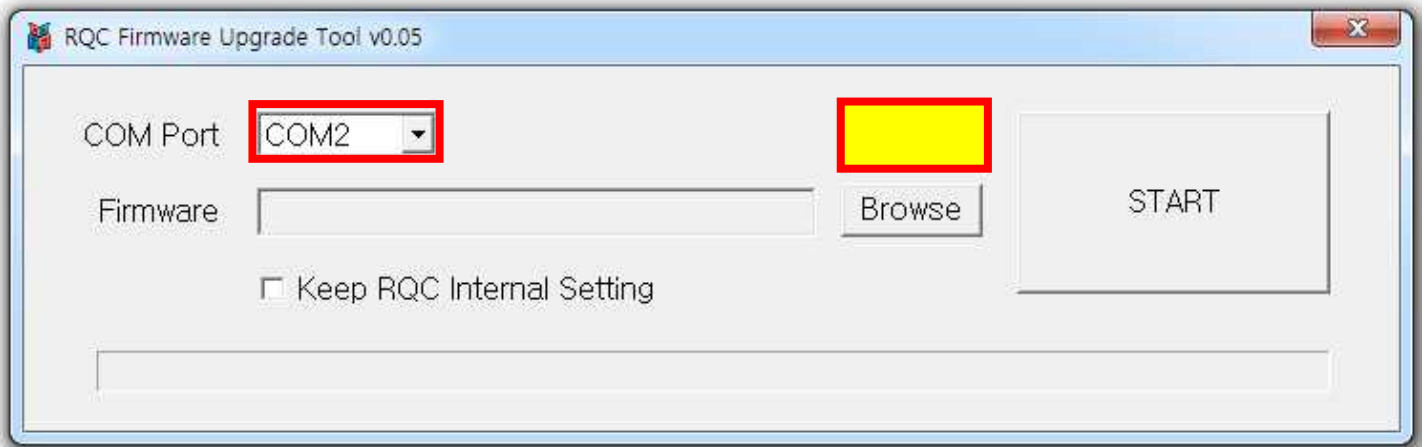 RQC Firmware Upgrade Tool v0.05
COM Port COM2
Firmware Browse START
Keep RQC Internal Setting